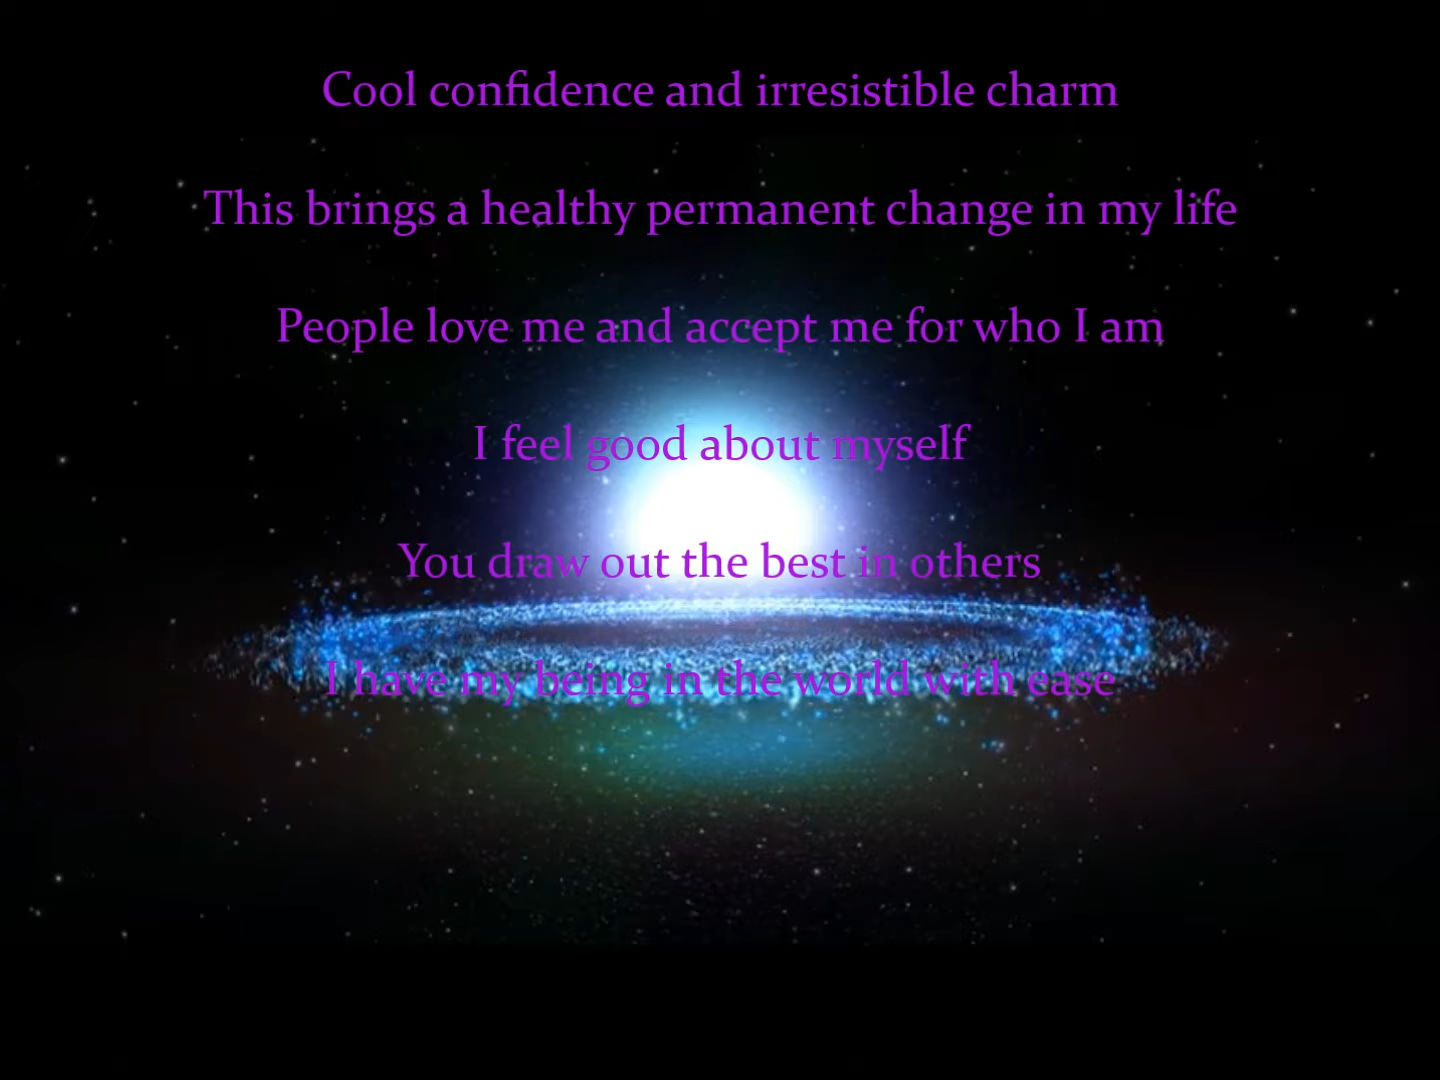 Cool confidence and irresistible charm
This brings a healthy permanent change in my life
People love me and accept me for who I am
I feel good about myself
You draw out the best in others
I have my being in the world with ease